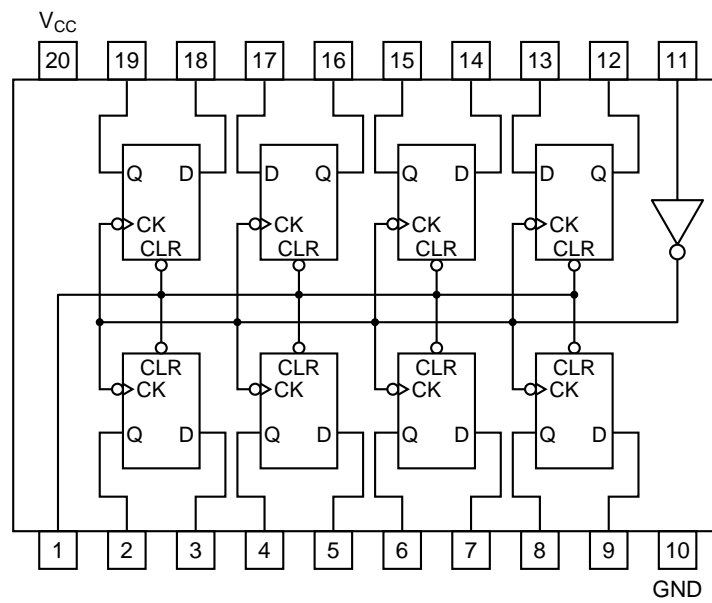 VCC
20 19 18 17 16 15 14 13 12 11
Q D D Q Q D D Q
CK CK CK CK
CLR CLR CLR CLR
CLR CLR CLR CLR
CK CK CK CK
Q D Q D Q D Q D
1 2 3 4 5 6 7 8 9 10
GND